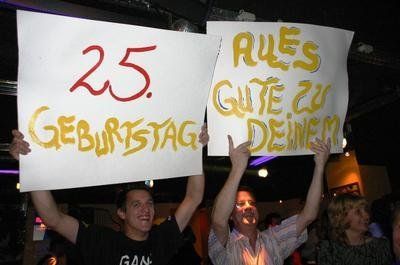 25.
GEBURTSTAG
ALLES
GUTE ZU
DEINEM